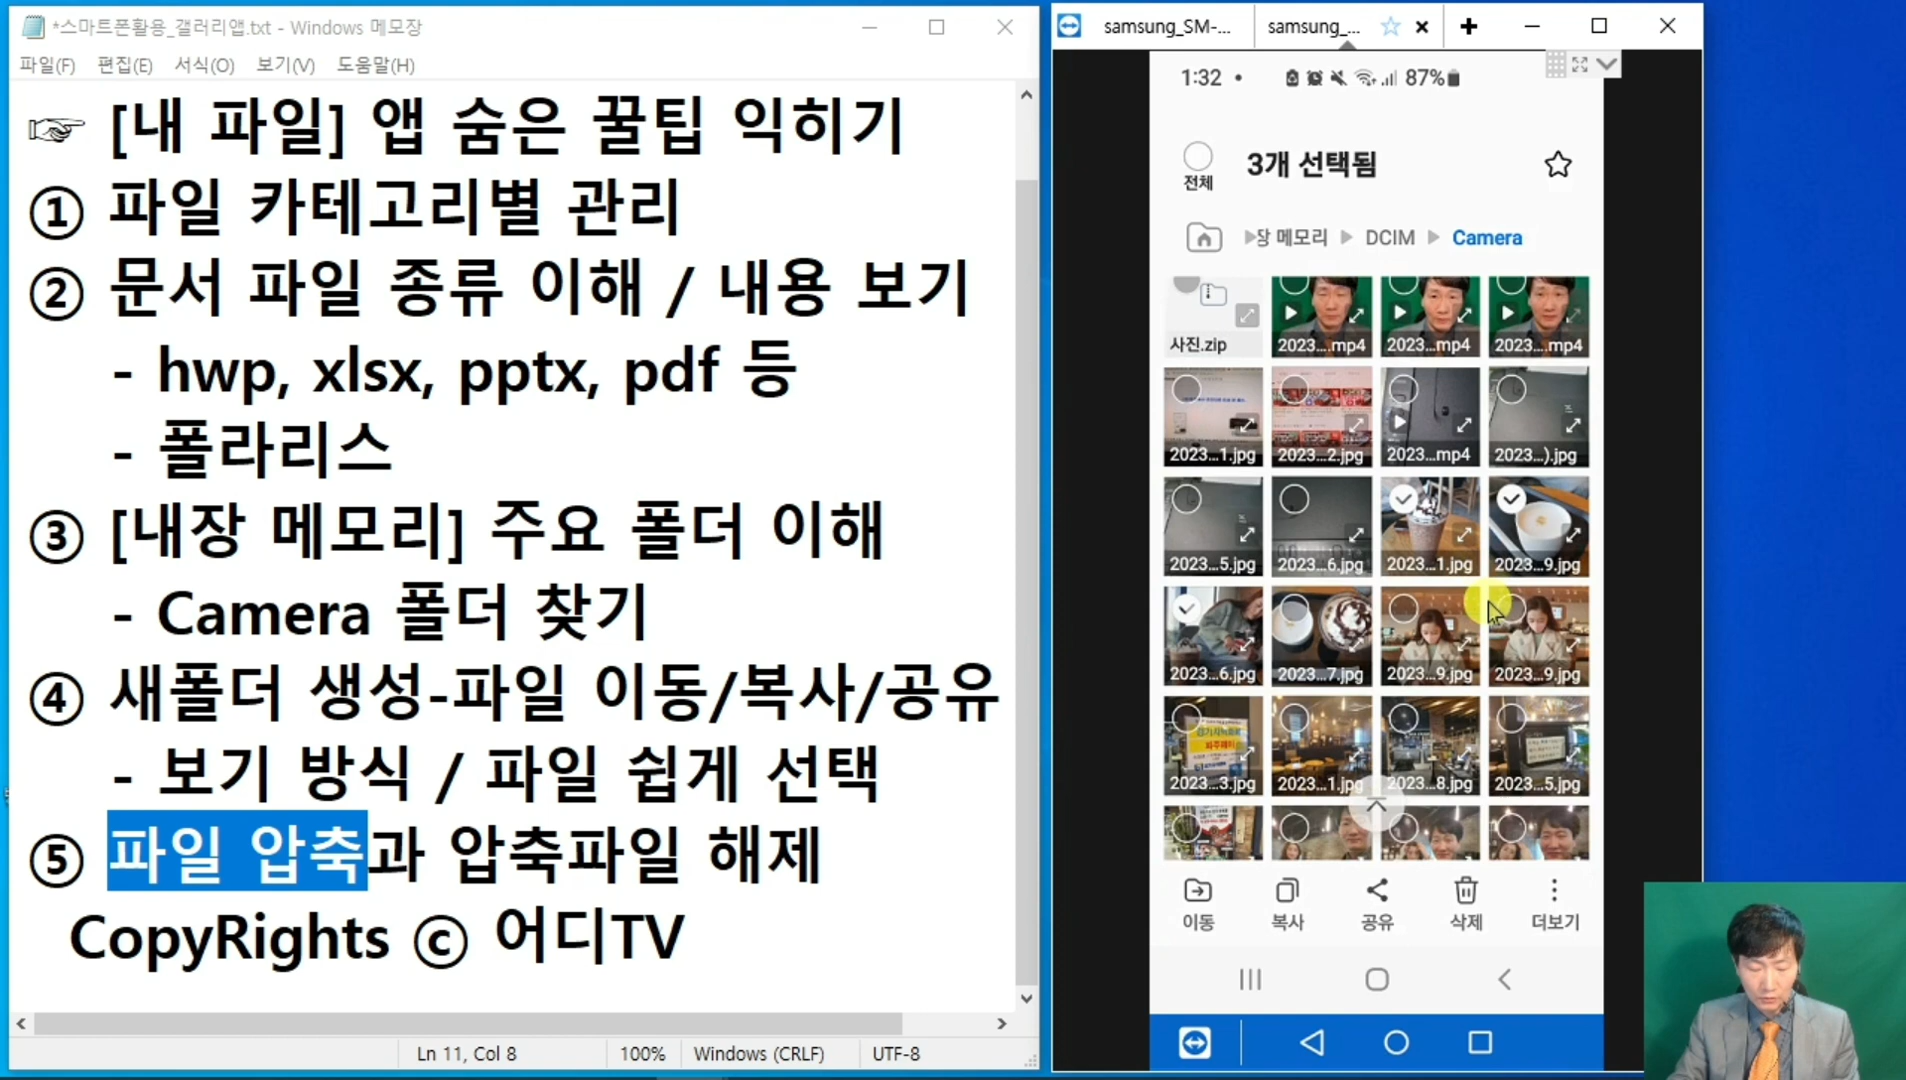 *스마트폰활용_갤러리앱.txt - Windows 메모장
파일(F) 편집(E) 서식(O) 보기(V) 도움말(H)
☞ [내 파일] 앱 숨은 꿀팁 익히기
① 파일 카테고리별 관리
② 문서 파일 종류 이해 / 내용 보기
- hwp, xlsx, pptx, pdf 등
- 폴라리스
③ [내장 메모리] 주요 폴더 이해
- Camera 폴더 찾기
④ 새폴더 생성-파일 이동/복사/공유
- 보기 방식 / 파일 쉽게 선택
⑤ 파일 압축과 압축파일 해제
CopyRights ⓒ 어디TV
Ln 11, Col 8 100% Windows (CRLF) UTF-8
samsung_SM-... samsung_...
1:32 87%
전체 3개 선택됨
장 메모리 DCIM Camera
사진.zip 2023....mp4 2023....mp4 2023....mp4
2023...1.jpg 2023...2.jpg 2023...mp4 2023...).jpg
2023...5.jpg 2023...6.jpg 2023...1.jpg 2023...9.jpg
2023...6.jpg 2023...7.jpg 2023...9.jpg 2023...9.jpg
2023...3.jpg 2023...1.jpg 2023...8.jpg 2023...5.jpg
이동 복사 공유 삭제 더보기